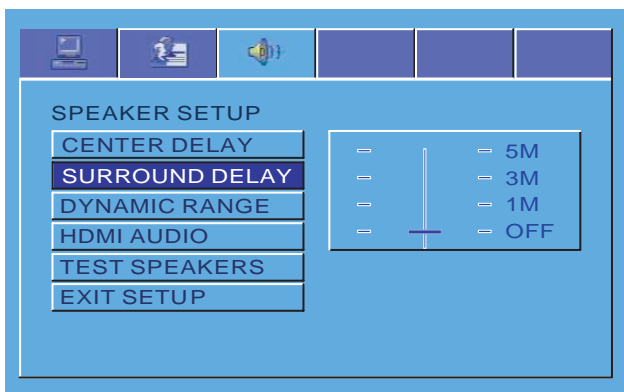 SPEAKER SETUP
CENTER DELAY
SURROUND DELAY
DYNAMIC RANGE
HDMI AUDIO
TEST SPEAKERS
EXIT SETUP
5M
3M
1M
OFF